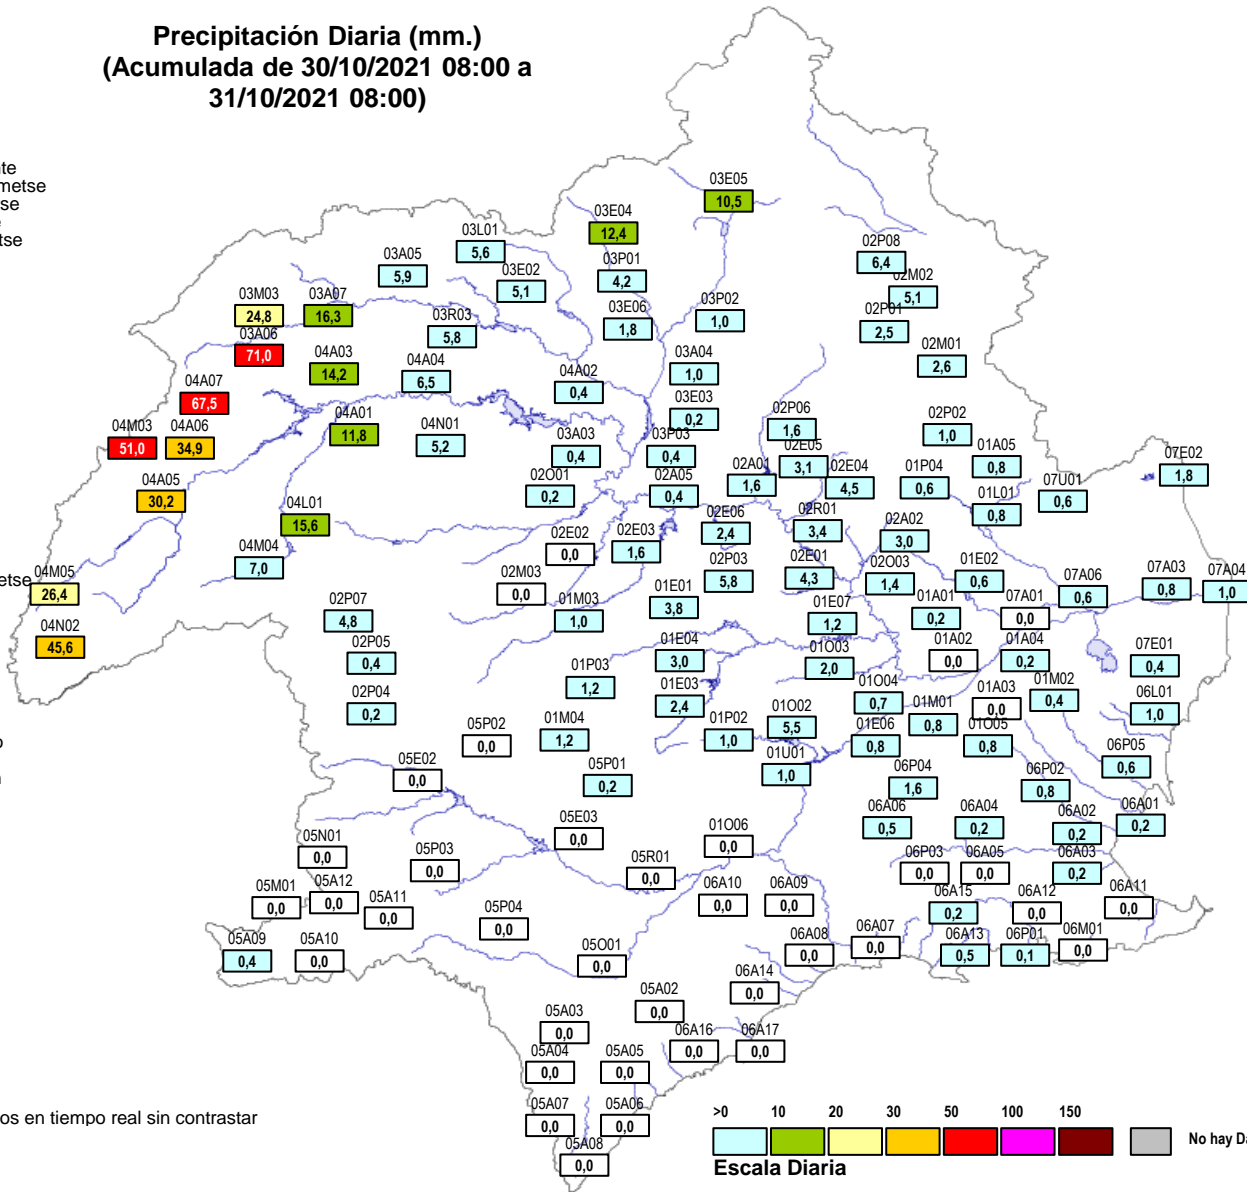 Precipitación Diaria (mm.)
(Acumulada de 30/10/2021 08:00 a
31/10/2021 08:00)
nte
metse
se
tse
etse
os en tiempo real sin contrastar
03E05
10,5
03E04
12,4
03L01
5,6
03P01
4,2
02P08
6,4
03A05
5,9
03E02
5,1
02M02
5,1
03M03
24,8
03A07
16,3
03E06
1,8
03P02
1,0
02P01
2,5
03R03
5,8
03A06
71,0
04A03
14,2
04A04
6,5
03A04
1,0
02M01
2,6
04A07
67,5
04A02
0,4
03E03
0,2
04M03
51,0
04A06
34,9
04A01
11,8
04N01
5,2
03A03
0,4
03P03
0,4
02P06
1,6
02P02
1,0
02E05
3,1
01A05
0,8
07E02
1,8
04A05
30,2
02O01
0,2
02A05
0,4
02A01
1,6
02E04
4,5
01P04
0,6
07U01
0,6
01L01
0,8
04L01
15,6
02E06
2,4
02R01
3,4
02A02
3,0
02E02
0,0
02E03
1,6
04M04
7,0
04M05
26,4
02M03
0,0
02P03
5,8
02E01
4,3
02O03
1,4
01E02
0,6
07A06
0,6
07A03
0,8
07A04
1,0
01M03
1,0
01E01
3,8
01E07
1,2
01A01
0,2
07A01
0,0
02P07
4,8
04N02
45,6
02P05
0,4
01E04
3,0
01O03
2,0
01A02
0,0
01A04
0,2
07E01
0,4
01P03
1,2
02P04
0,2
01E03
2,4
01O04
0,7
01A03
0,0
01M02
0,4
06L01
1,0
05P02
0,0
01M04
1,2
01P02
1,0
01O02
5,5
01E06
0,8
01M01
0,8
01O05
0,8
05E02
0,0
05P01
0,2
01U01
1,0
06P04
1,6
06P02
0,8
06P05
0,6
05E03
0,0
01O06
0,0
06A06
0,5
06A04
0,2
06A02
0,2
06A01
0,2
05N01
0,0
05P03
0,0
05R01
0,0
06P03
0,0
06A05
0,0
06A03
0,2
05M01
0,0
05A12
0,0
05A11
0,0
06A10
0,0
06A09
0,0
06A15
0,2
06A12
0,0
06A11
0,0
05P04
0,0
05A09
0,4
05A10
0,0
05O01
0,0
06A08
0,0
06A07
0,0
06A13
0,5
06P01
0,1
06M01
0,0
06A14
0,0
05A02
0,0
05A03
0,0
06A16
0,0
06A17
0,0
05A04
0,0
05A05
0,0
05A07
0,0
05A06
0,0
05A08
0,0
>0 10 20 30 50 100 150
No hay Da
Escala Diaria